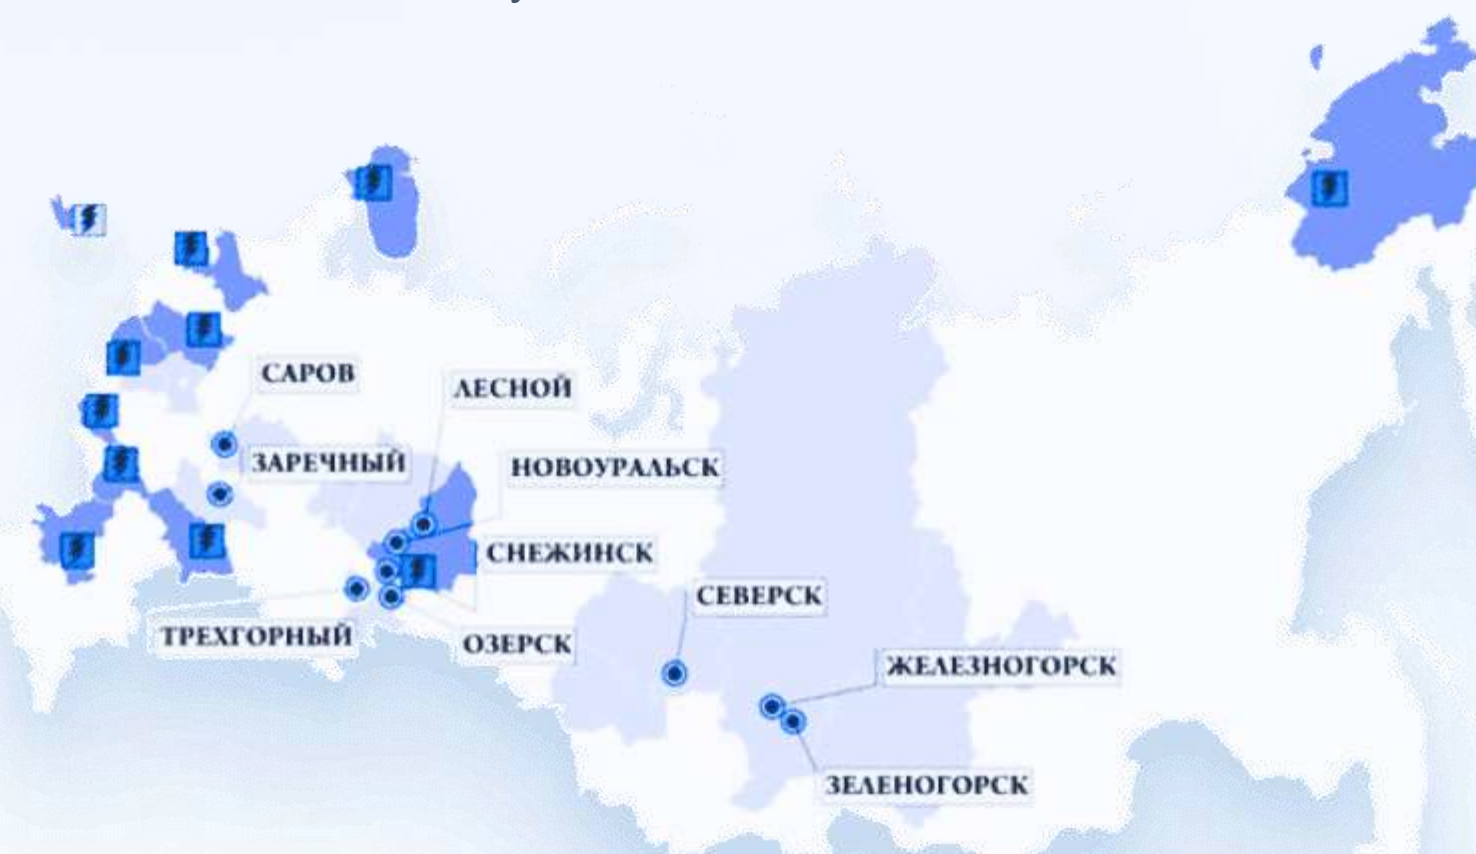 САРОВ
ЛЕСНОЙ
ЗАРЕЧНЫЙ
НОВОУРАЛЬСК
СНЕЖИНСК
СЕВЕРСК
ТРЕХГОРНЫЙ
ОЗЕРСК
ЖЕЛЕЗНОГОРСК
ЗЕЛЕНОГОРСК